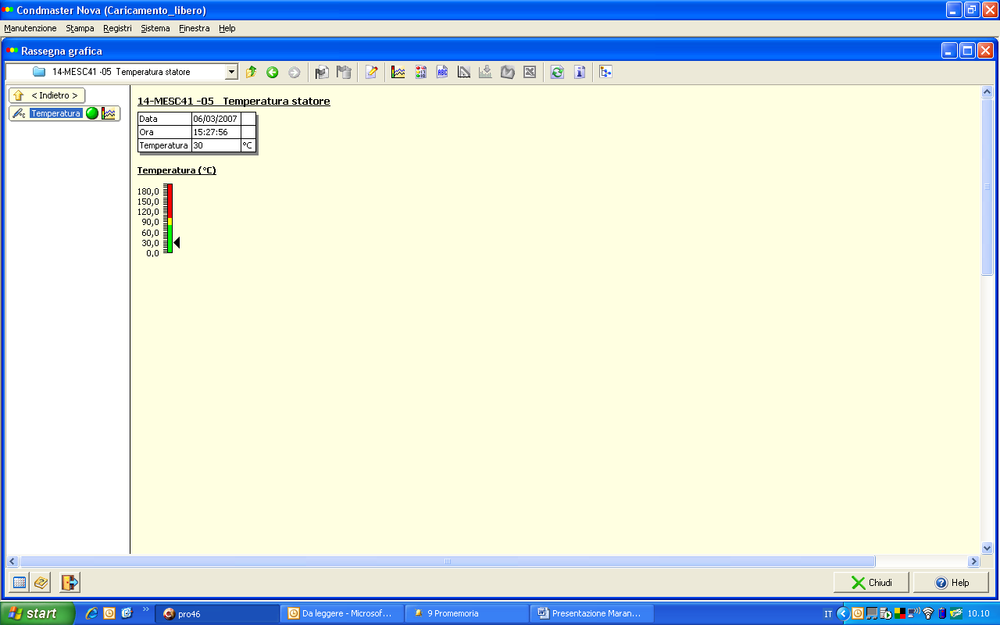 Condmaster Nova (Caricamento_libero)
Manutenzione Stampa Registri Sistema Finestra Help
Rassegna grafica
14-MESC41 -05 Temperatura statore
ABC
< Indietro >
°C Temperatura
14-MESC41 -05 Temperatura statore
Data 06/03/2007
Ora 15:27:56
Temperatura 30 °C
Temperatura (°C)
180,0
150,0
120,0
90,0
60,0
30,0
0,0
Chiudi Help
start pro46 Da leggere - Microsof... 9 Promemoria Presentazione Maran... IT 10.10